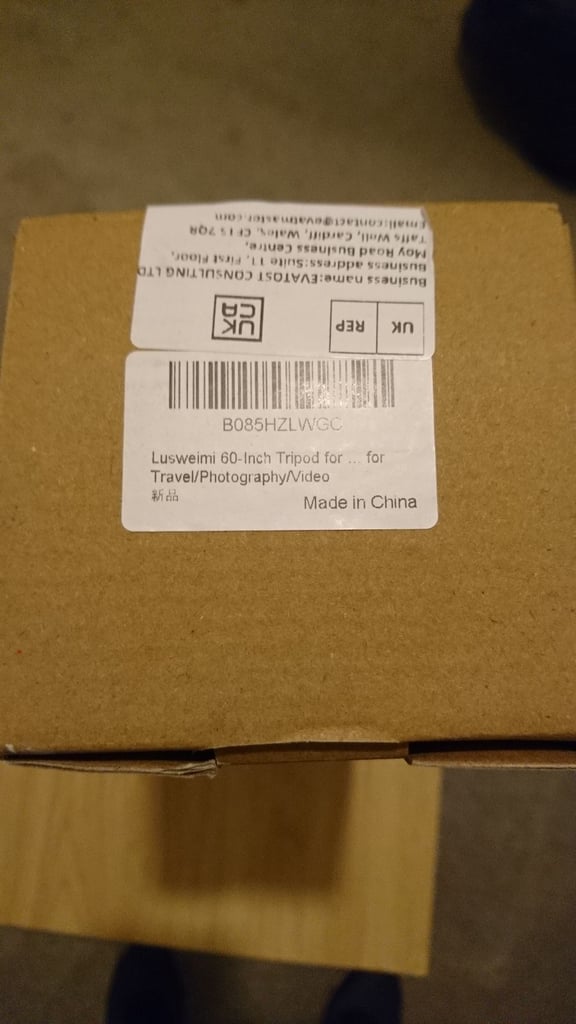 Business name:EVATOST CONSULTING LTD
Business address:Suite 11, First Floor,
Moy Road Business Centre,
Taffs Well, Cardiff, Wales, CF15 7QR
Email:contact@evatmaster.com
UK REP
UK
CA
B085HZLWGC
Lusweimi 60-Inch Tripod for ... for
Travel/Photography/Video
新品
Made in China